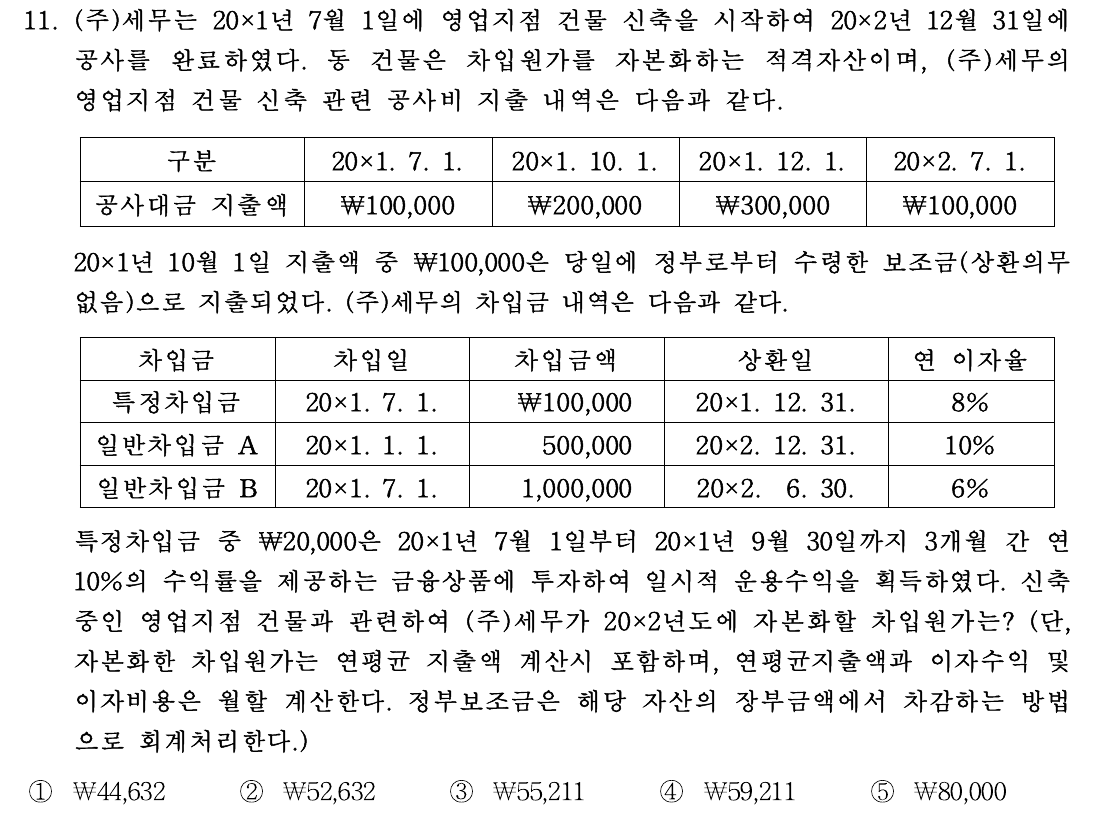 11. (주)세무는 20×1년 7월 1일에 영업지점 건물 신축을 시작하여 20×2년 12월 31일에
공사를 완료하였다. 동 건물은 차입원가를 자본화하는 적격자산이며, (주)세무의
영업지점 건물 신축 관련 공사비 지출 내역은 다음과 같다.
구분 20×1. 7. 1. 20×1. 10. 1. 20×1. 12. 1. 20×2. 7. 1.
공사대금 지출액 ₩100,000 ₩200,000 ₩300,000 ₩100,000
20×1년 10월 1일 지출액 중 ₩100,000은 당일에 정부로부터 수령한 보조금(상환의무
없음)으로 지출되었다. (주)세무의 차입금 내역은 다음과 같다.
차입금 차입일 차입금액 상환일 연 이자율
특정차입금 20×1. 7. 1. ₩100,000 20×1. 12. 31. 8%
일반차입금 A 20×1. 1. 1. 500,000 20×2. 12. 31. 10%
일반차입금 B 20×1. 7. 1. 1,000,000 20×2. 6. 30. 6%
특정차입금 중 ₩20,000은 20×1년 7월 1일부터 20×1년 9월 30일까지 3개월 간 연
10%의 수익률을 제공하는 금융상품에 투자하여 일시적 운용수익을 획득하였다. 신축
중인 영업지점 건물과 관련하여 (주)세무가 20×2년도에 자본화할 차입원가는? (단,
자본화한 차입원가는 연평균 지출액 계산시 포함하며, 연평균지출액과 이자수익 및
이자비용은 월할 계산한다. 정부보조금은 해당 자산의 장부금액에서 차감하는 방법
으로 회계처리한다.)
① ₩44,632 ② ₩52,632 ③ ₩55,211 ④ ₩59,211 ⑤ ₩80,000